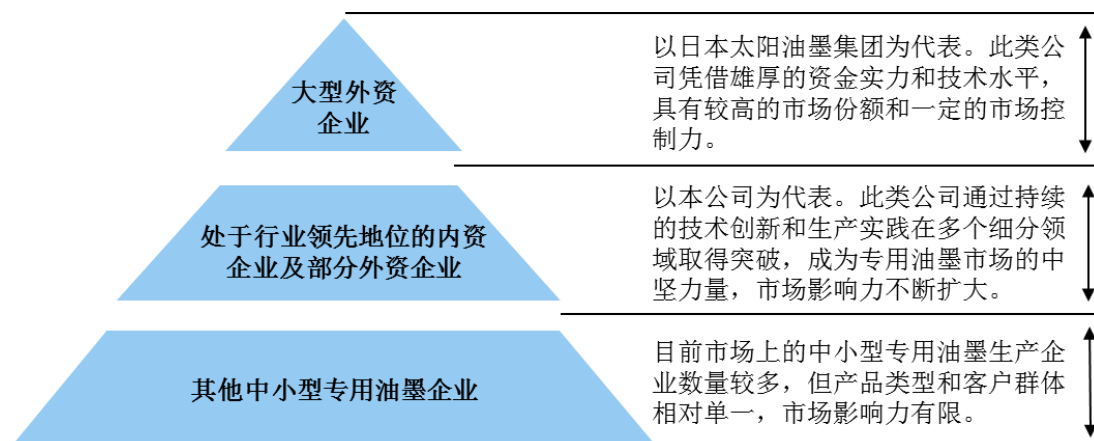 大型外资
企业
以日本太阳油墨集团为代表。此类公
司凭借雄厚的资金实力和技术水平，
具有较高的市场份额和一定的市场控
制力。
处于行业领先地位的内资
企业及部分外资企业
以本公司为代表。此类公司通过持续
的技术创新和生产实践在多个细分领
域取得突破，成为专用油墨市场的中
坚力量，市场影响力不断扩大。
其他中小型专用油墨企业
目前市场上的中小型专用油墨生产企
业数量较多，但产品类型和客户群体
相对单一，市场影响力有限。